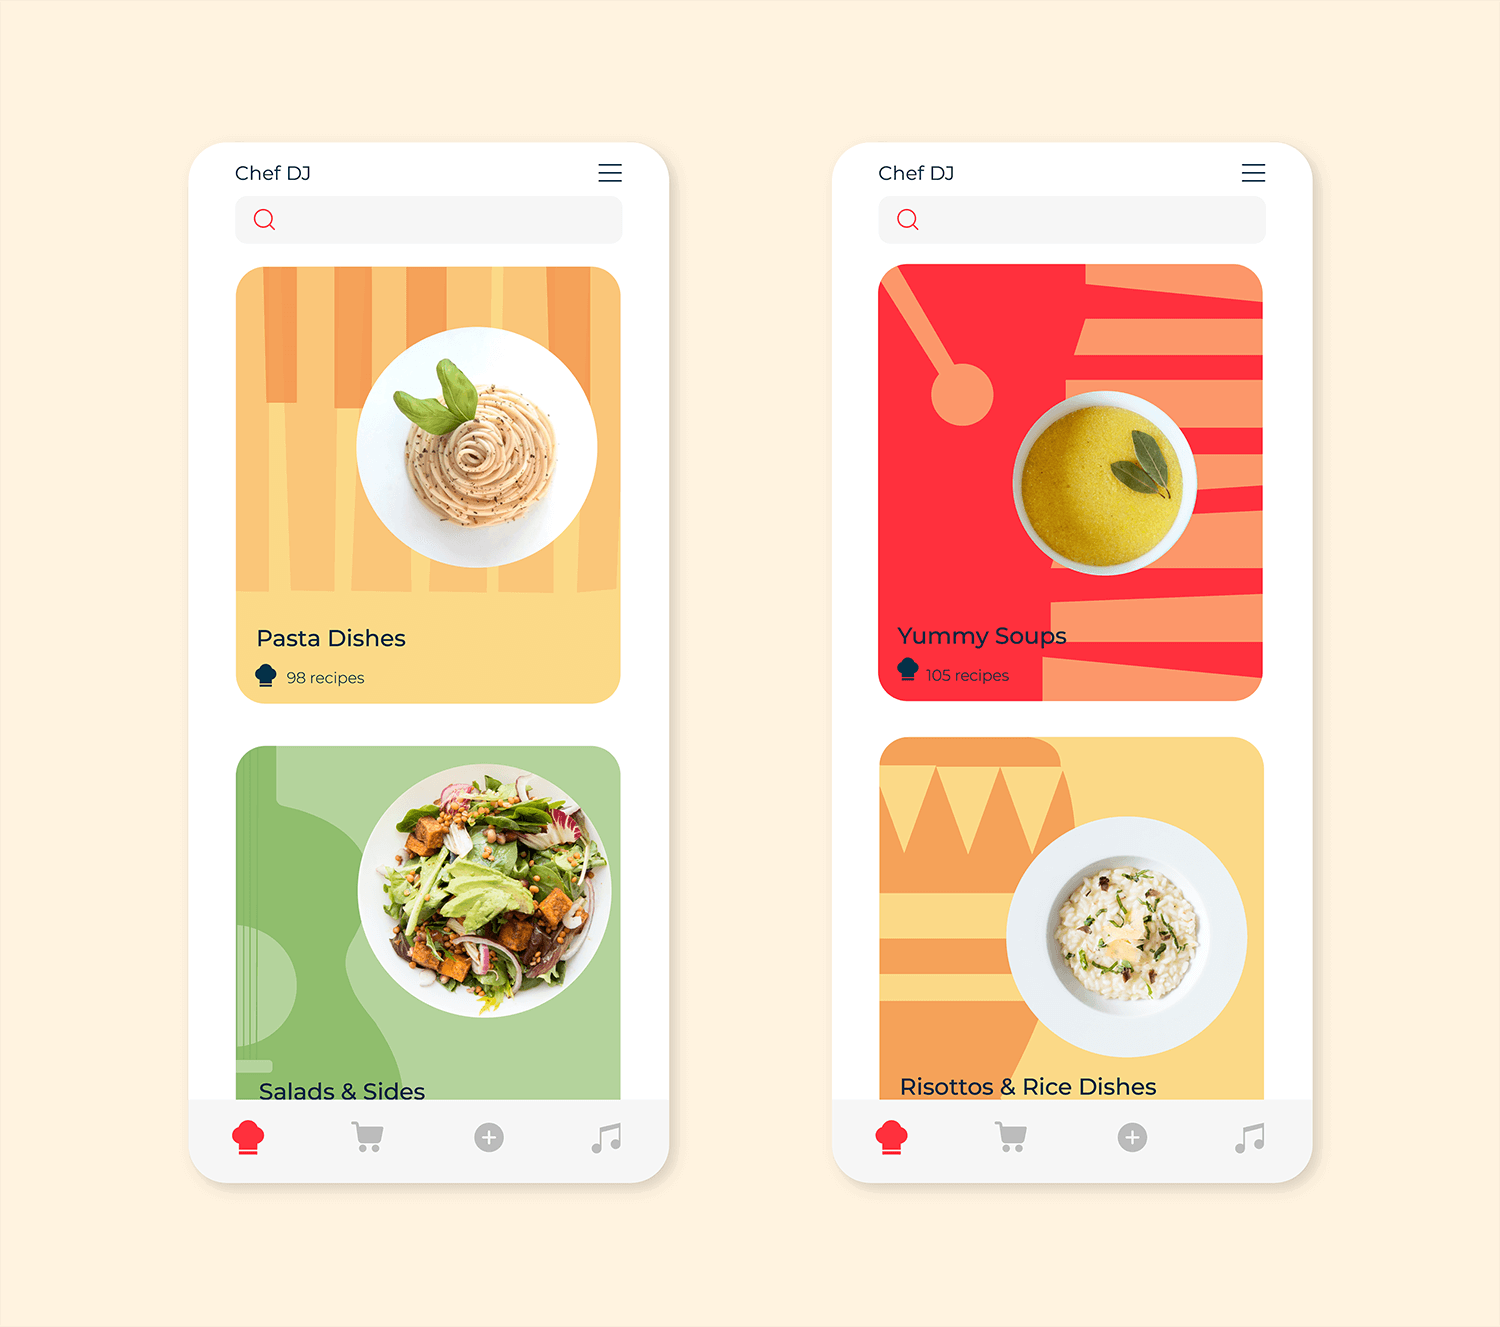 Chef DJ
Pasta Dishes
98 recipes
Salads & Sides
Chef DJ
Yummy Soups
105 recipes
Risottos & Rice Dishes